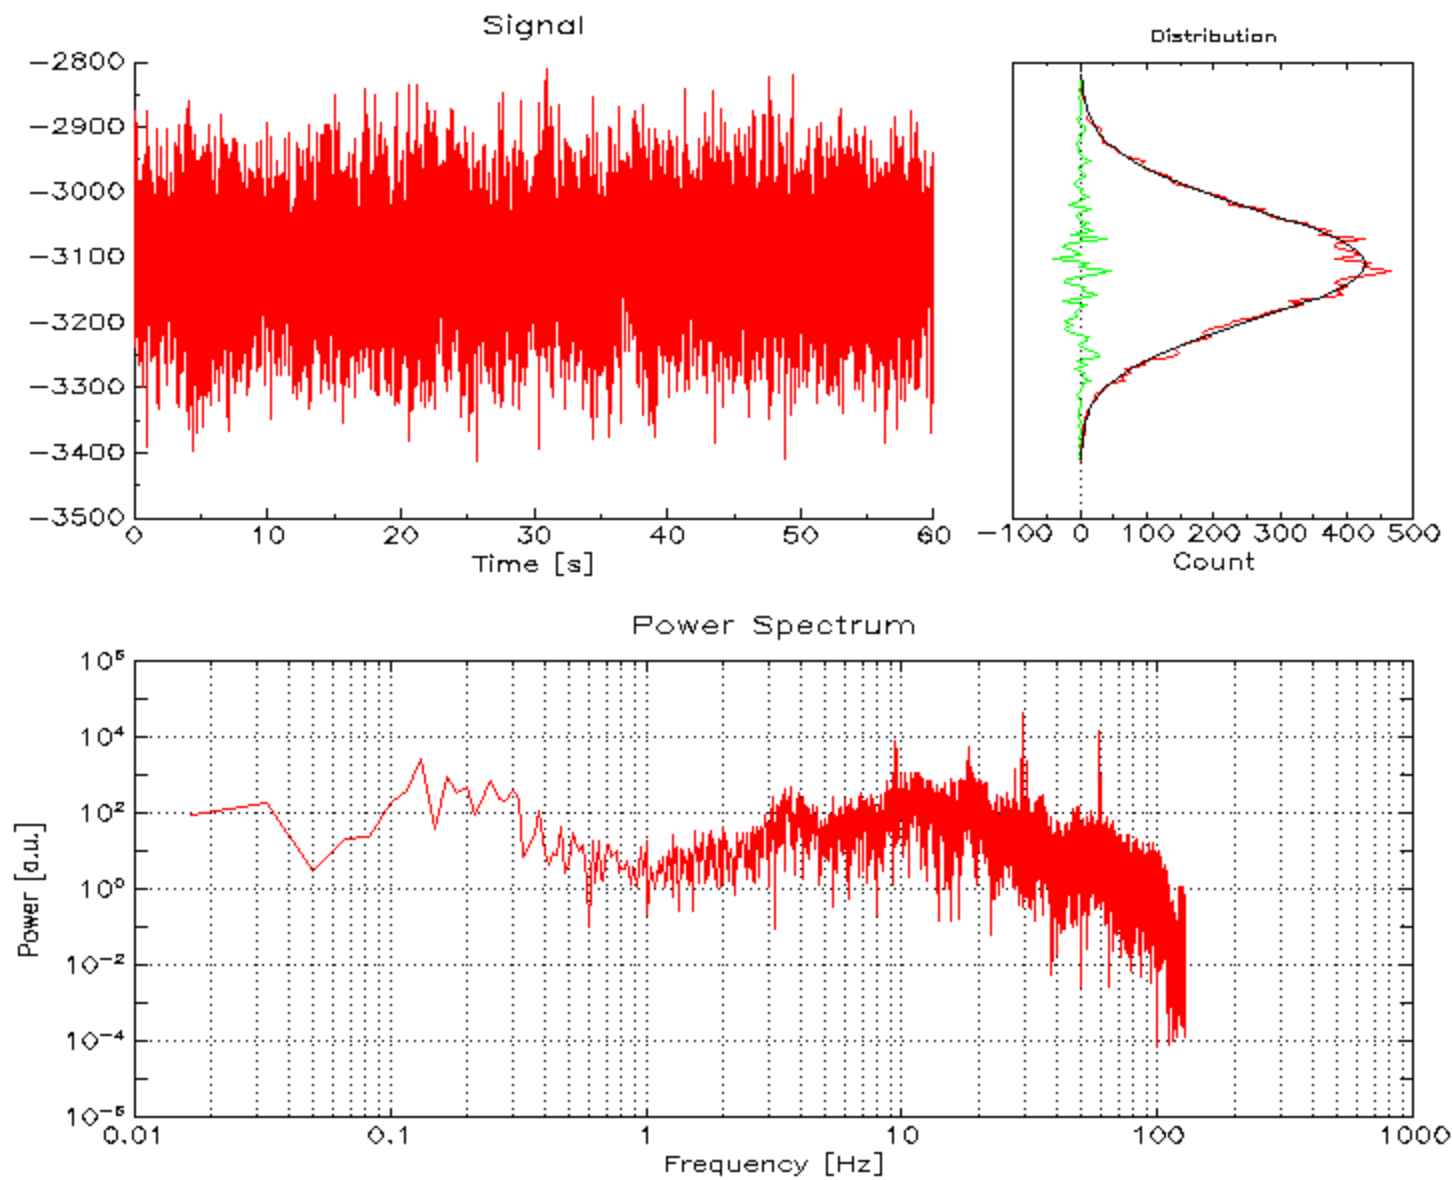 Signal
−2800
−2900
−3000
−3100
−3200
−3300
−3400
−3500
0 10 20 30 40 50 60
Time [s]
Distribution
−100 0 100 200 300 400 500
Count
Power Spectrum
10⁶
10⁴
10²
10⁰
10⁻²
10⁻⁴
10⁻⁶
Power [a.u.]
0.01 0.1 1 10 100 1000
Frequency [Hz]